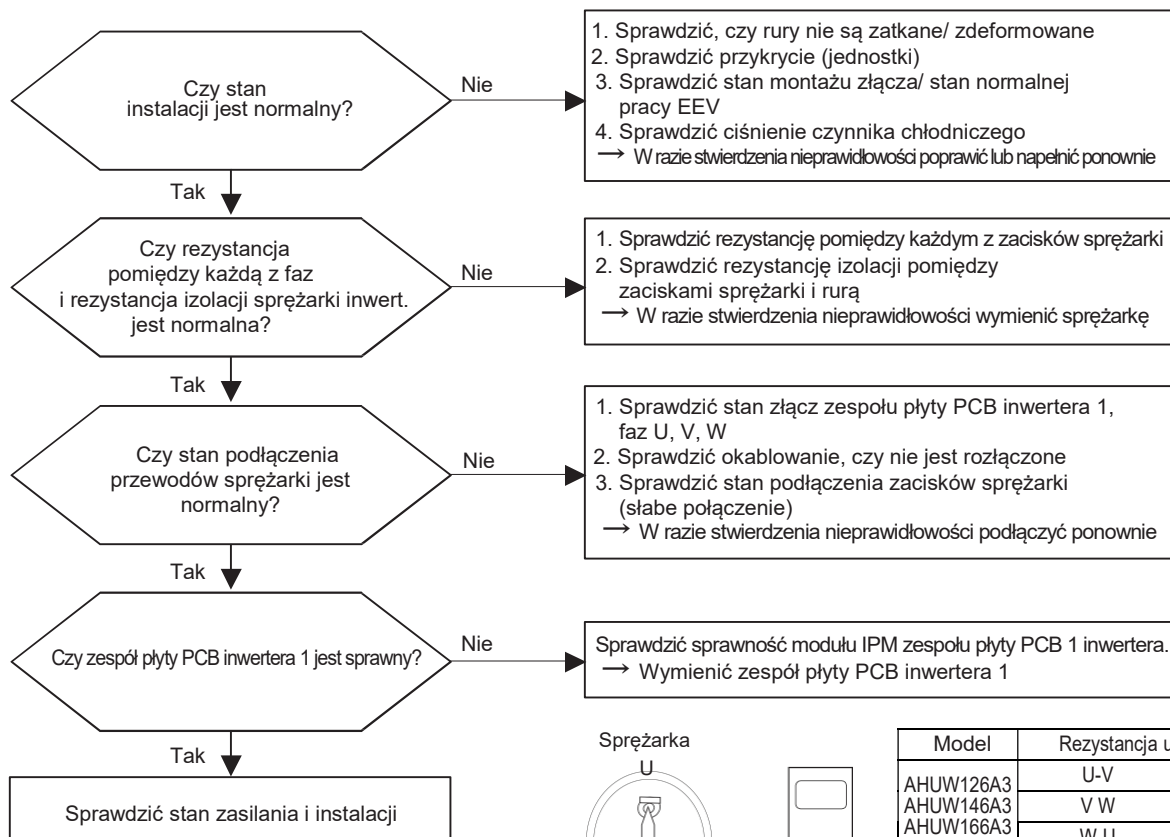 Czy stan
instalacji jest normalny?
Nie
1. Sprawdzić, czy rury nie są zatkane/ zdeformowane
2. Sprawdzić przykrycie (jednostki)
3. Sprawdzić stan montażu złącza/ stan normalnej
pracy EEV
4. Sprawdzić ciśnienie czynnika chłodniczego
→ W razie stwierdzenia nieprawidłowości poprawić lub napełnić ponownie
Tak
Czy rezystancja
pomiędzy każdą z faz
i rezystancja izolacji sprężarki inwert.
jest normalna?
Nie
1. Sprawdzić rezystancję pomiędzy każdym z zacisków sprężarki
2. Sprawdzić rezystancję izolacji pomiędzy
zaciskami sprężarki i rurą
→ W razie stwierdzenia nieprawidłowości wymienić sprężarkę
Tak
Czy stan podłączenia
przewodów sprężarki jest
normalny?
Nie
1. Sprawdzić stan złącz zespołu płyty PCB inwertera 1,
faz U, V, W
2. Sprawdzić okablowanie, czy nie jest rozłączone
3. Sprawdzić stan podłączenia zacisków sprężarki
(słabe połączenie)
→ W razie stwierdzenia nieprawidłowości podłączyć ponownie
Tak
Czy zespół płyty PCB inwertera 1 jest sprawny?
Nie
Sprawdzić sprawność modułu IPM zespołu płyty PCB 1 inwertera.
→ Wymienić zespół płyty PCB inwertera 1
Tak
Sprawdzić stan zasilania i instalacji
Sprężarka
U
Model
Rezystancja u
AHUW126A3
AHUW146A3
AHUW166A3
U-V
V W
W U